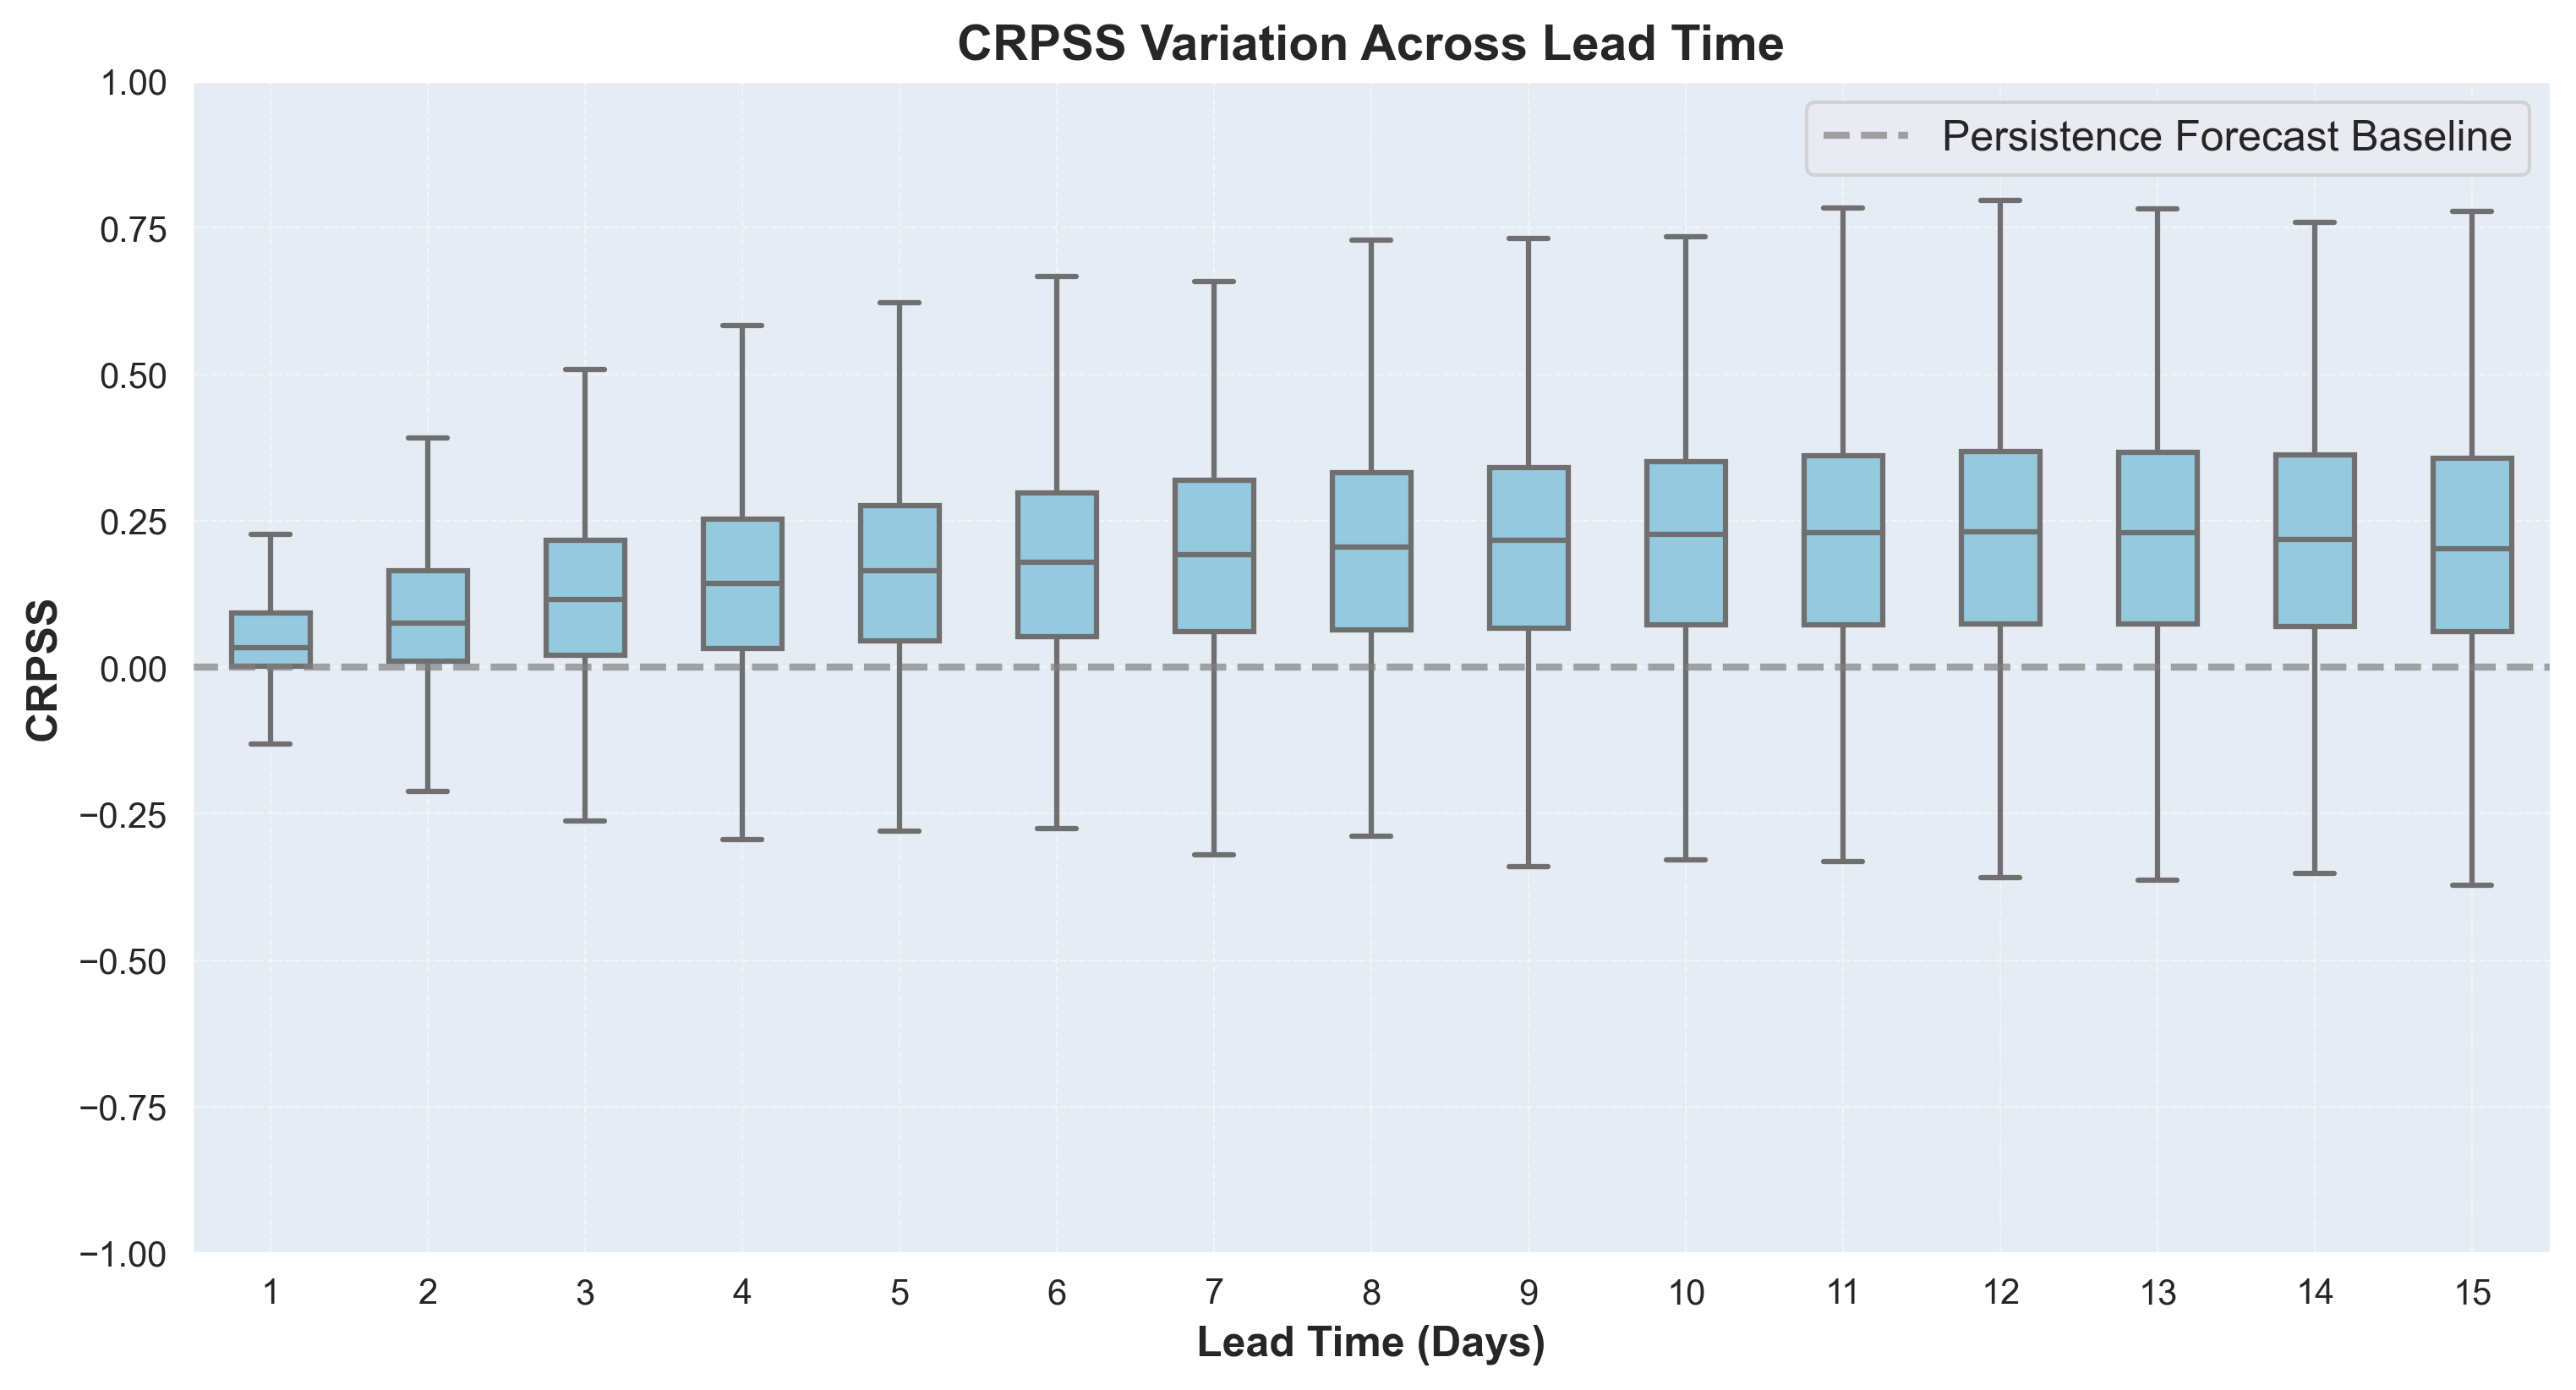 CRPSS Variation Across Lead Time
Persistence Forecast Baseline
CRPSS
1.00
0.75
0.50
0.25
0.00
−0.25
−0.50
−0.75
−1.00
1 2 3 4 5 6 7 8 9 10 11 12 13 14 15
Lead Time (Days)